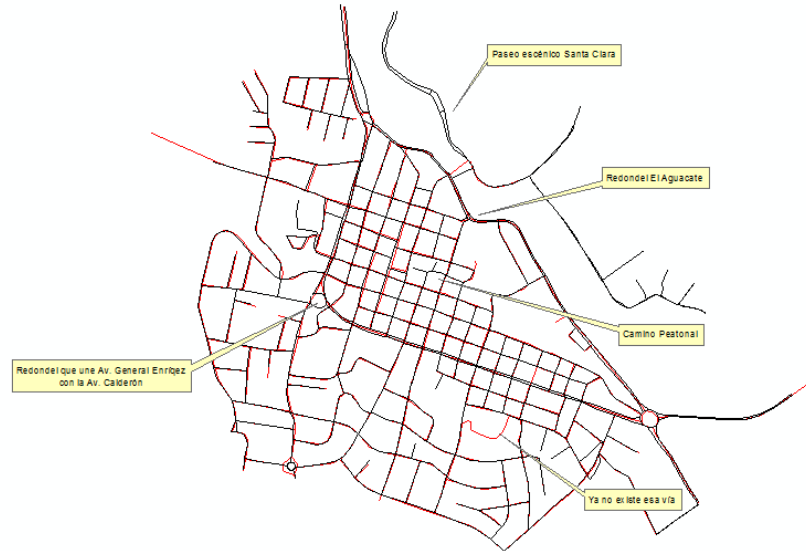 Paseo escénico Santa Clara
Redondel El Aguacate
Camino Peatonal
Redondel que une Av. General Enríqez
con la Av. Calderón
Ya no existe esa vía